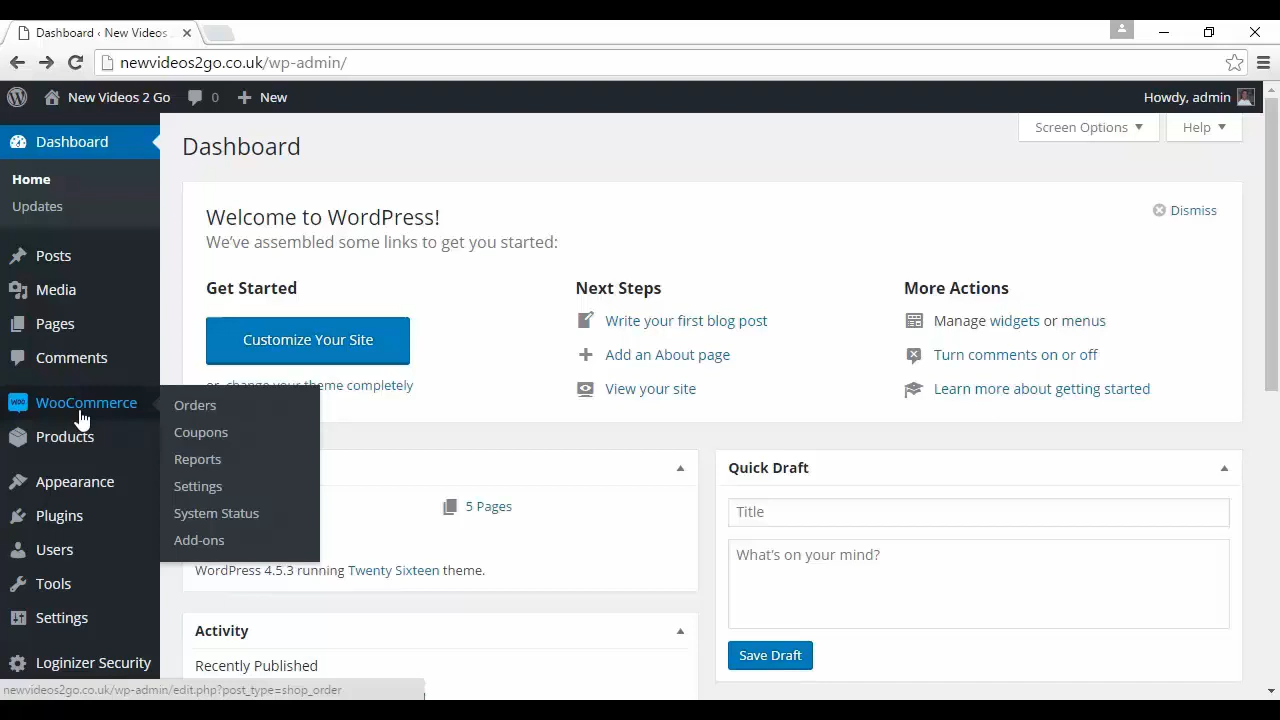 Dashboard ‹ New Videos
newvideos2go.co.uk/wp-admin/
New Videos 2 Go
0
New
Howdy, admin
Dashboard
Home
Updates
Posts
Media
Pages
Comments
WooCommerce
Products
Appearance
Plugins
Users
Tools
Settings
Loginizer Security
Orders
Coupons
Reports
Settings
System Status
Add-ons
Dashboard
Screen Options
Help
Welcome to WordPress!
We've assembled some links to get you started:
Dismiss
Get Started
Customize Your Site
or, change your theme completely
Next Steps
Write your first blog post
Add an About page
View your site
More Actions
Manage widgets or menus
Turn comments on or off
Learn more about getting started
5 Pages
WordPress 4.5.3 running Twenty Sixteen theme.
Activity
Recently Published
Quick Draft
Title
What's on your mind?
Save Draft
newvideos2go.co.uk/wp-admin/edit.php?post_type=shop_order